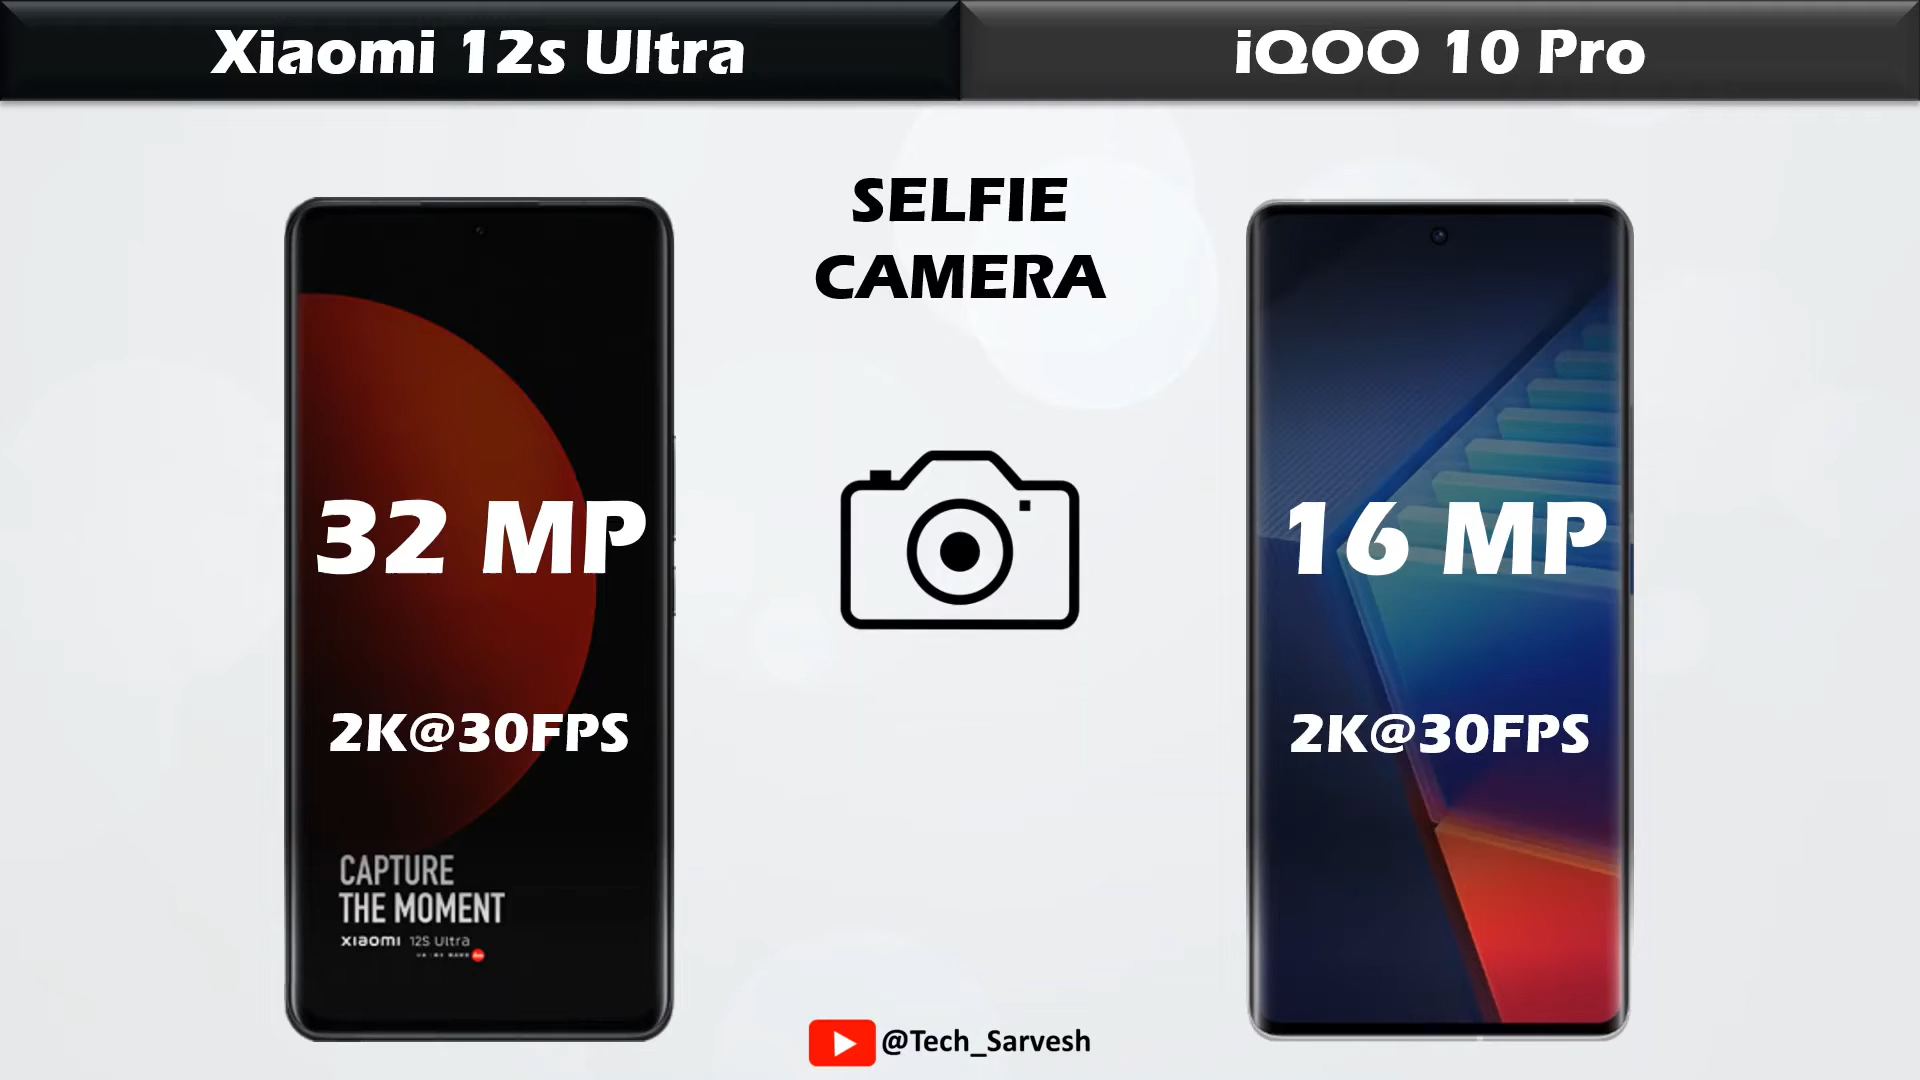 Xiaomi 12s Ultra
iQOO 10 Pro
SELFIE
CAMERA
32 MP
2K@30FPS
CAPTURE
THE MOMENT
xiaomi 12S Ultra
16 MP
2K@30FPS
@Tech_Sarvesh